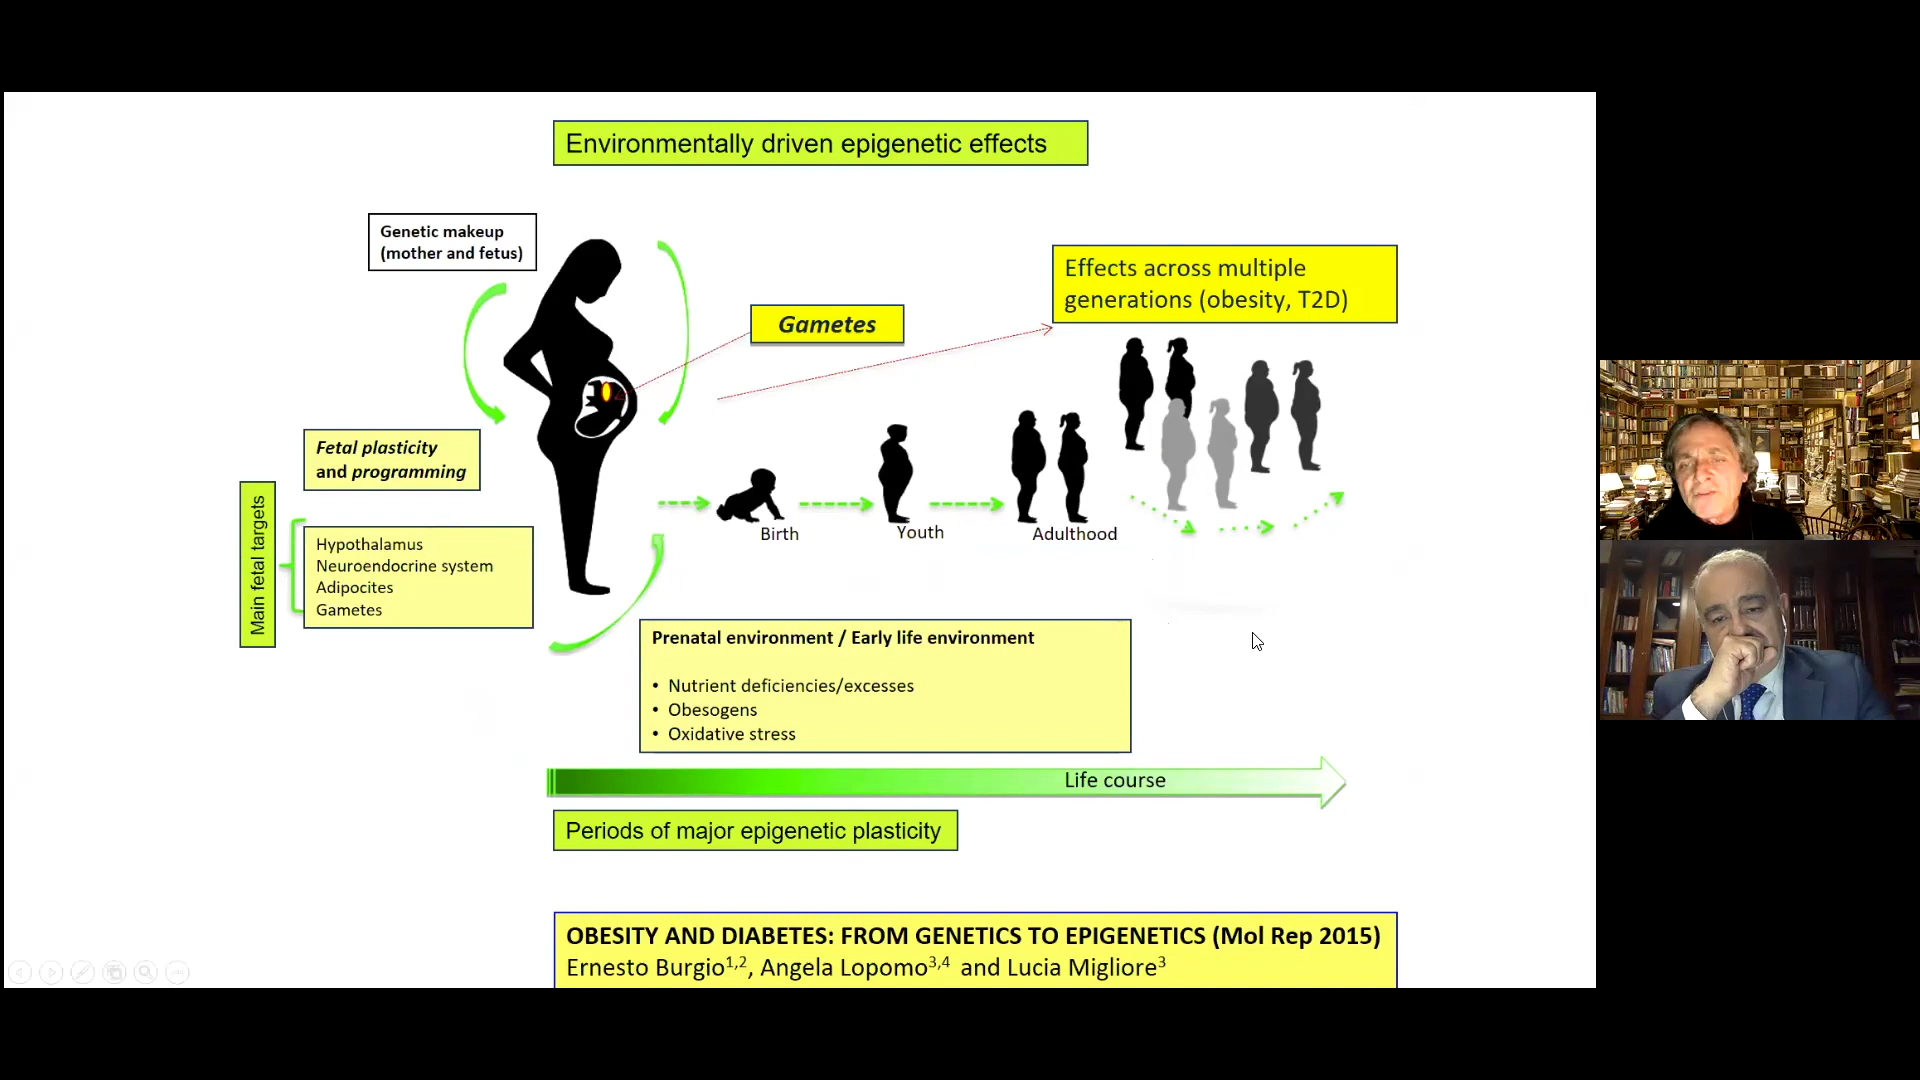 Environmentally driven epigenetic effects
Genetic makeup
(mother and fetus)
Gametes
Effects across multiple
generations (obesity, T2D)
Fetal plasticity
and programming
Main fetal targets
Hypothalamus
Neuroendocrine system
Adipocites
Gametes
Birth
Youth
Adulthood
Prenatal environment / Early life environment
• Nutrient deficiencies/excesses
• Obesogens
• Oxidative stress
Life course
Periods of major epigenetic plasticity
OBESITY AND DIABETES: FROM GENETICS TO EPIGENETICS (Mol Rep 2015)
Ernesto Burgio1,2, Angela Lopomo3,4 and Lucia Migliore3